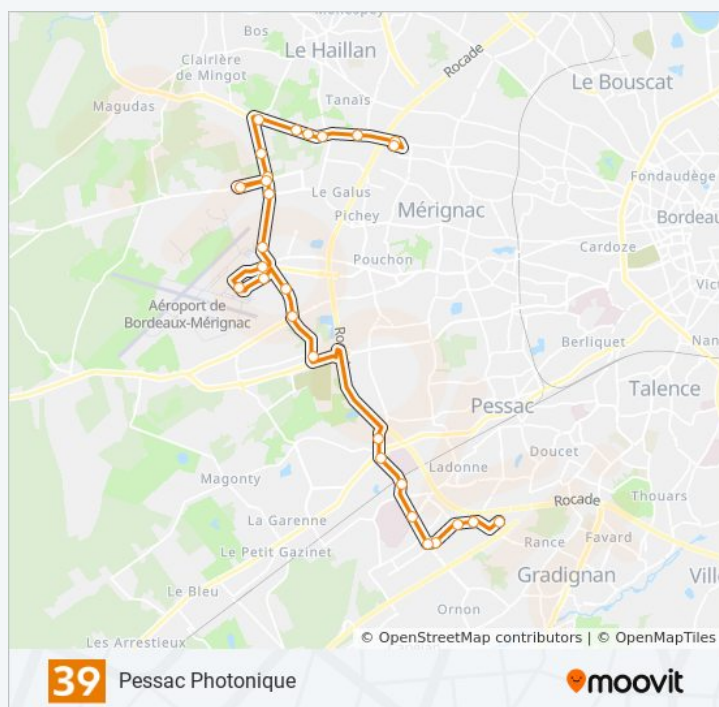 Bos
Le Haillan
Clairière
de Mingot
Rocade
Le Bouscat
Magudas
Tanaïs
Fondaudège
Le Galus
Pichey
Mérignac
Bordeau
Cardoze
Pouchon
Vict
Aéroport de
Bordeaux-Mérignac
Nan
Berliquet
Talence
Pessac
Doucet
Ladonne
Magonty
Rocade
Thouars
La Garenne
Rance
Favard
Le Petit Gazinet
Gradignan
Ville
Le Bleu
Ornon
Les Arrestieux
© OpenStreetMap contributors | © OpenMapTiles
39 Pessac Photonique
moovit